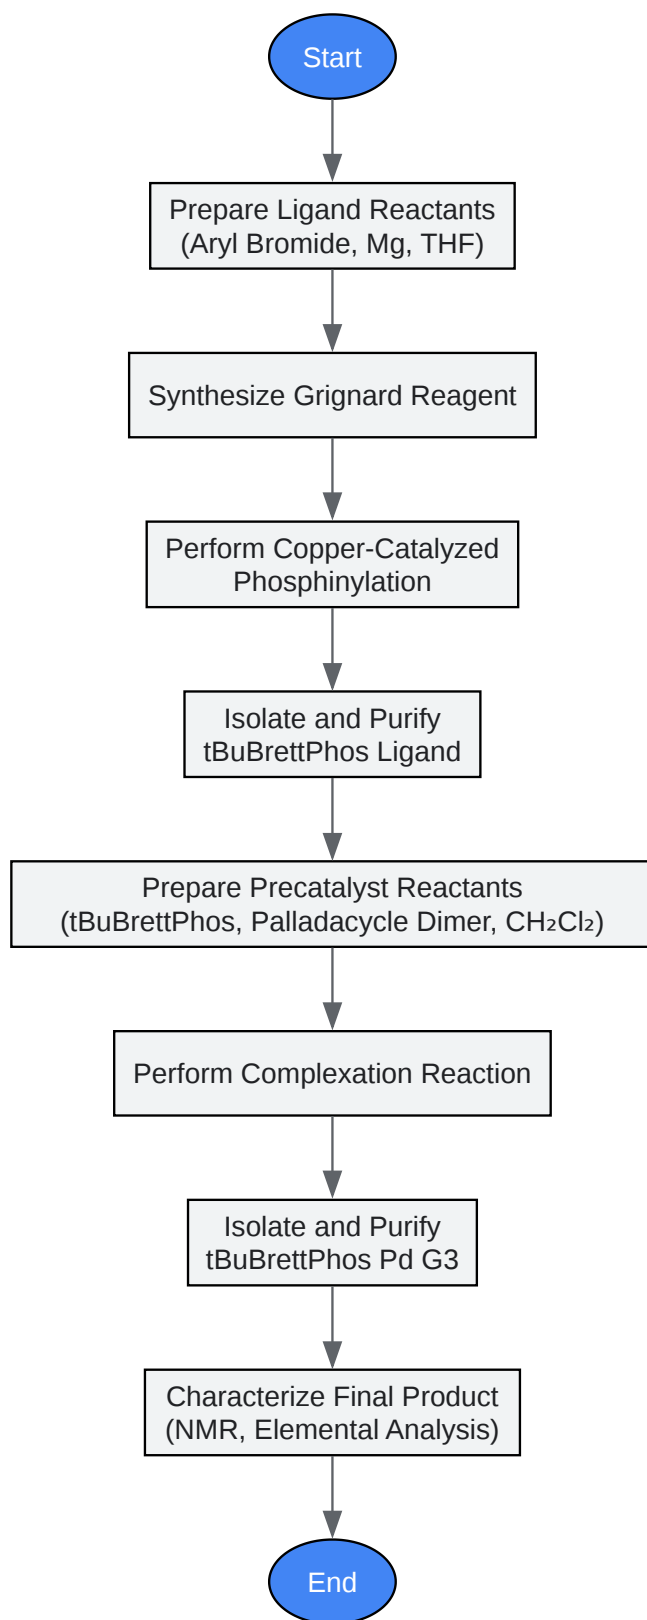 Start
Prepare Ligand Reactants
(Aryl Bromide, Mg, THF)
Synthesize Grignard Reagent
Perform Copper-Catalyzed
Phosphinylation
Isolate and Purify
tBuBrettPhos Ligand
Prepare Precatalyst Reactants
(tBuBrettPhos, Palladacycle Dimer, CH₂Cl₂)
Perform Complexation Reaction
Isolate and Purify
tBuBrettPhos Pd G3
Characterize Final Product
(NMR, Elemental Analysis)
End